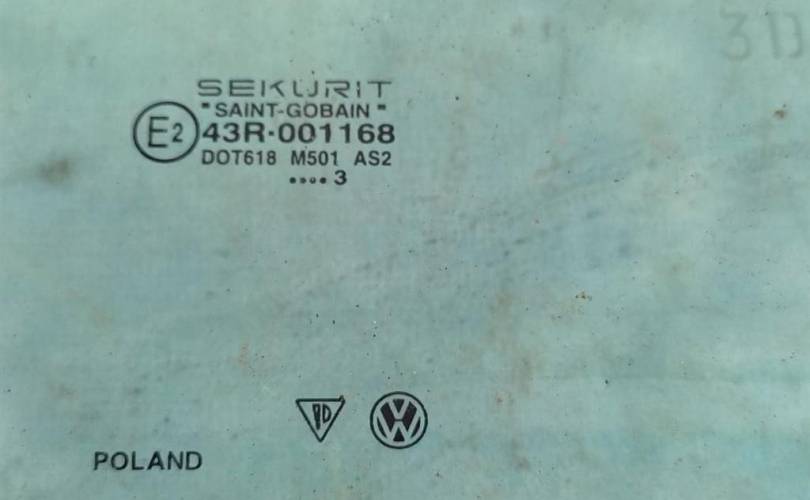 SEKURIT
"SAINT-GOBAIN"
E2 43R·001168
DOT618 M501 AS2
•••• 3
POLAND